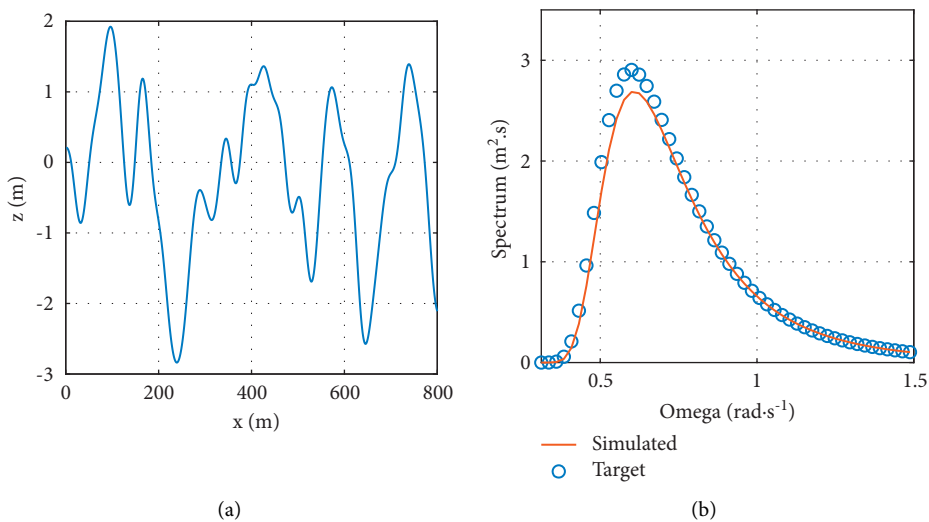 2
1
0
-1
-2
-3
z (m)
0
200
400
600
800
x (m)
(a)
3
2
1
0
Spectrum (m².s)
0.5
1
1.5
Omega (rad·s⁻¹)
Simulated
Target
(b)